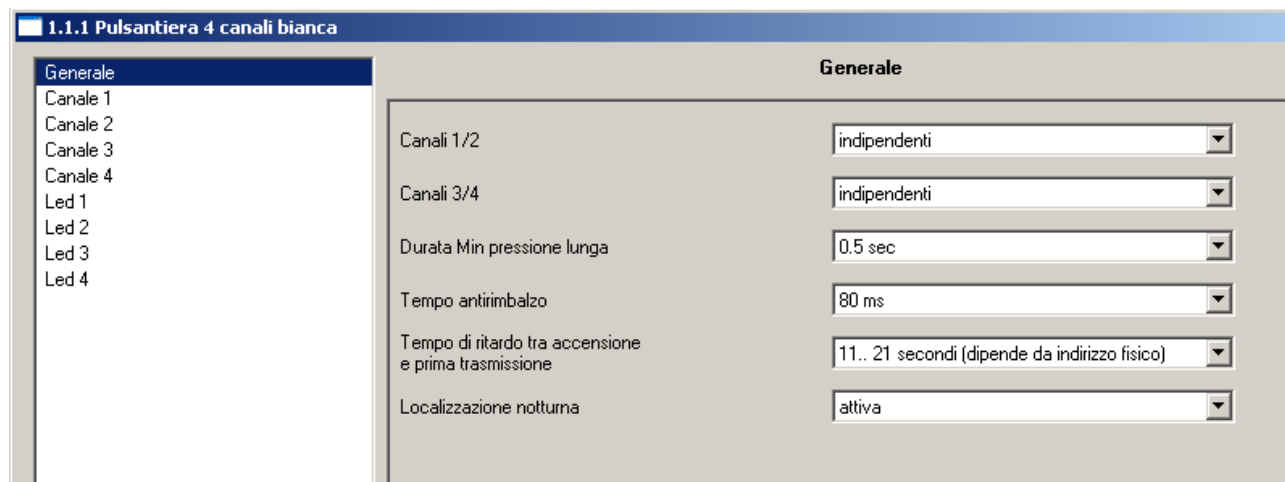 1.1.1 Pulsantiera 4 canali bianca
Generale
Canale 1
Canale 2
Canale 3
Canale 4
Led 1
Led 2
Led 3
Led 4
Generale
Canali 1/2
indipendenti
Canali 3/4
indipendenti
Durata Min pressione lunga
0.5 sec
Tempo antirimbalzo
80 ms
Tempo di ritardo tra accensione
e prima trasmissione
11.. 21 secondi (dipende da indirizzo fisico)
Localizzazione notturna
attiva